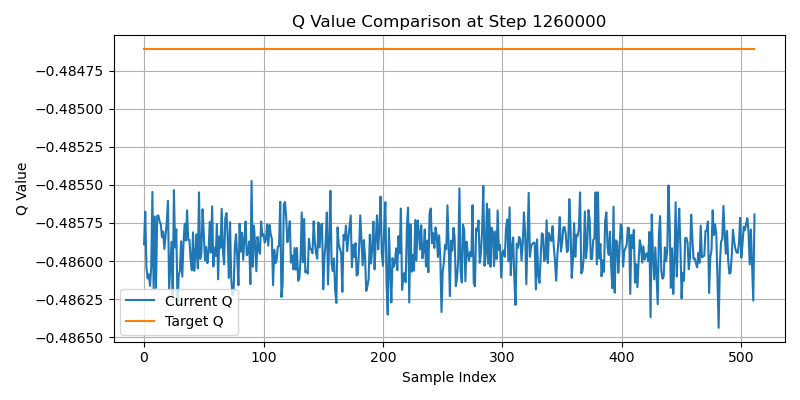 Q Value Comparison at Step 1260000
Q Value
−0.48475
−0.48500
−0.48525
−0.48550
−0.48575
−0.48600
−0.48625
−0.48650
Current Q
Target Q
0 100 200 300 400 500
Sample Index